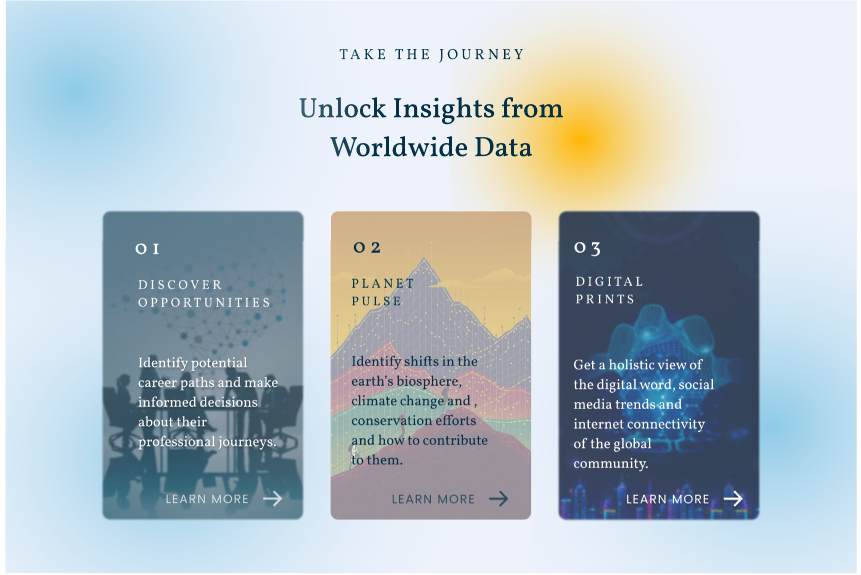 TAKE THE JOURNEY
Unlock Insights from
Worldwide Data
01
DISCOVER
OPPORTUNITIES
Identify potential
career paths and make
informed decisions
about their
professional journeys.
LEARN MORE
02
PLANET
PULSE
Identify shifts in the
earth's biosphere,
climate change and ,
conservation efforts
and how to contribute
to them.
LEARN MORE
03
DIGITAL
PRINTS
Get a holistic view of
the digital word, social
media trends and
internet connectivity
of the global
community.
LEARN MORE